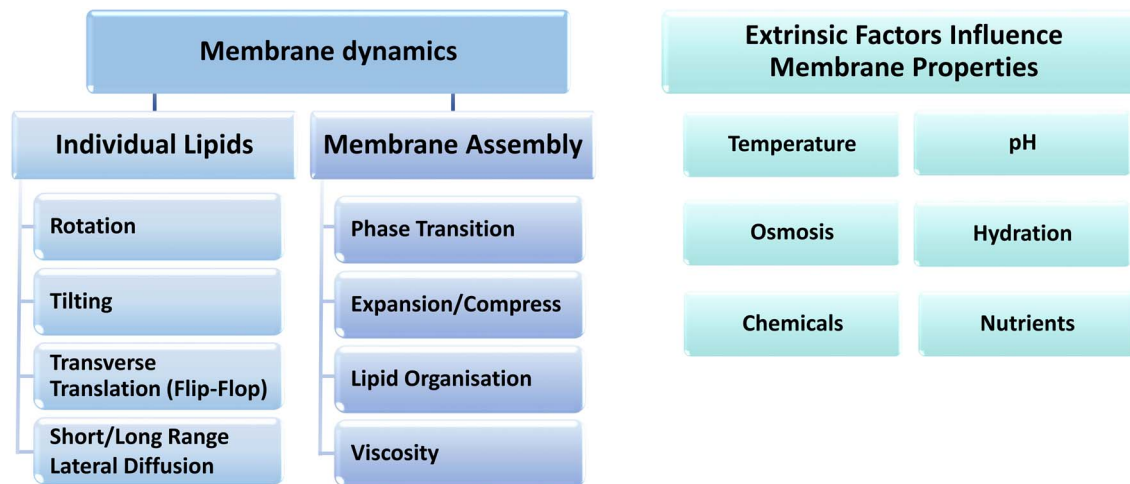 Membrane dynamics
Individual Lipids
Rotation
Tilting
Transverse
Translation (Flip-Flop)
Short/Long Range
Lateral Diffusion
Membrane Assembly
Phase Transition
Expansion/Compress
Lipid Organisation
Viscosity
Extrinsic Factors Influence
Membrane Properties
Temperature
pH
Osmosis
Hydration
Chemicals
Nutrients